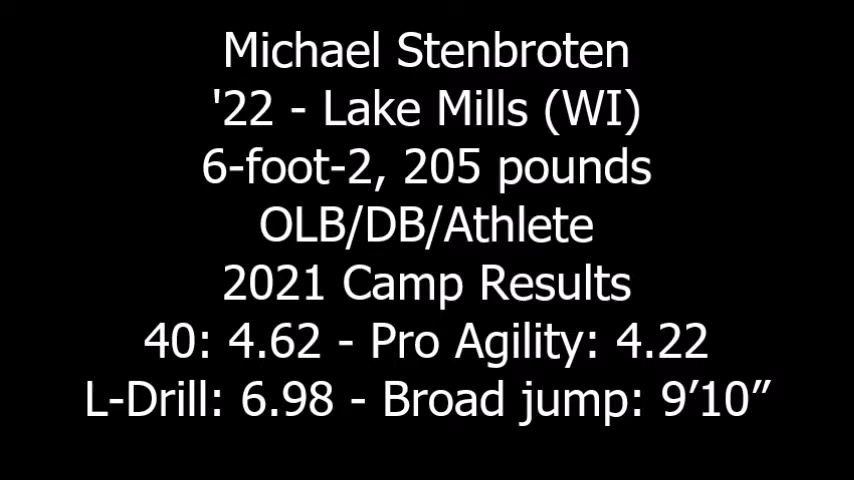 Michael Stenbroten
'22 - Lake Mills (WI)
6-foot-2, 205 pounds
OLB/DB/Athlete
2021 Camp Results
40: 4.62 - Pro Agility: 4.22
L-Drill: 6.98 - Broad jump: 9’10”